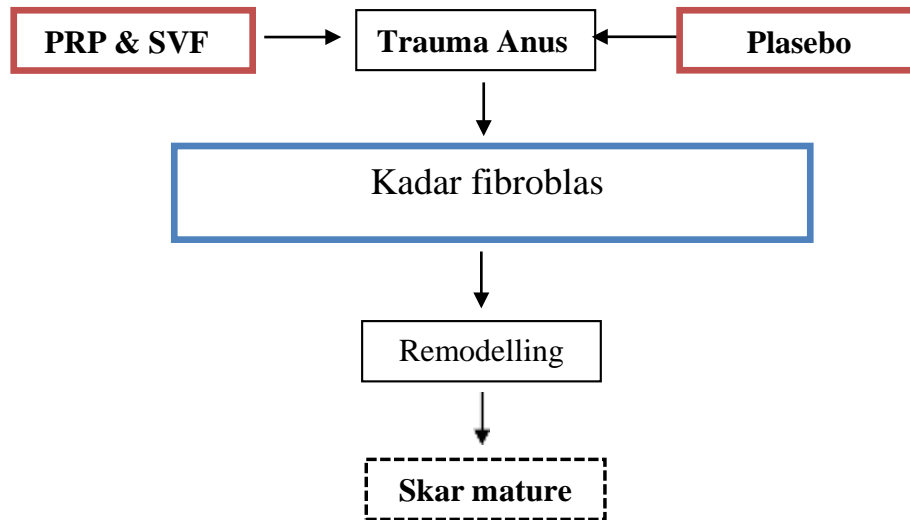 PRP & SVF
Trauma Anus
Plasebo
Kadar fibroblas
Remodelling
Skar mature